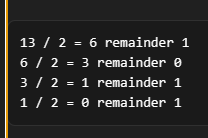 13 / 2 = 6 remainder 1
6 / 2 = 3 remainder 0
3 / 2 = 1 remainder 1
1 / 2 = 0 remainder 1